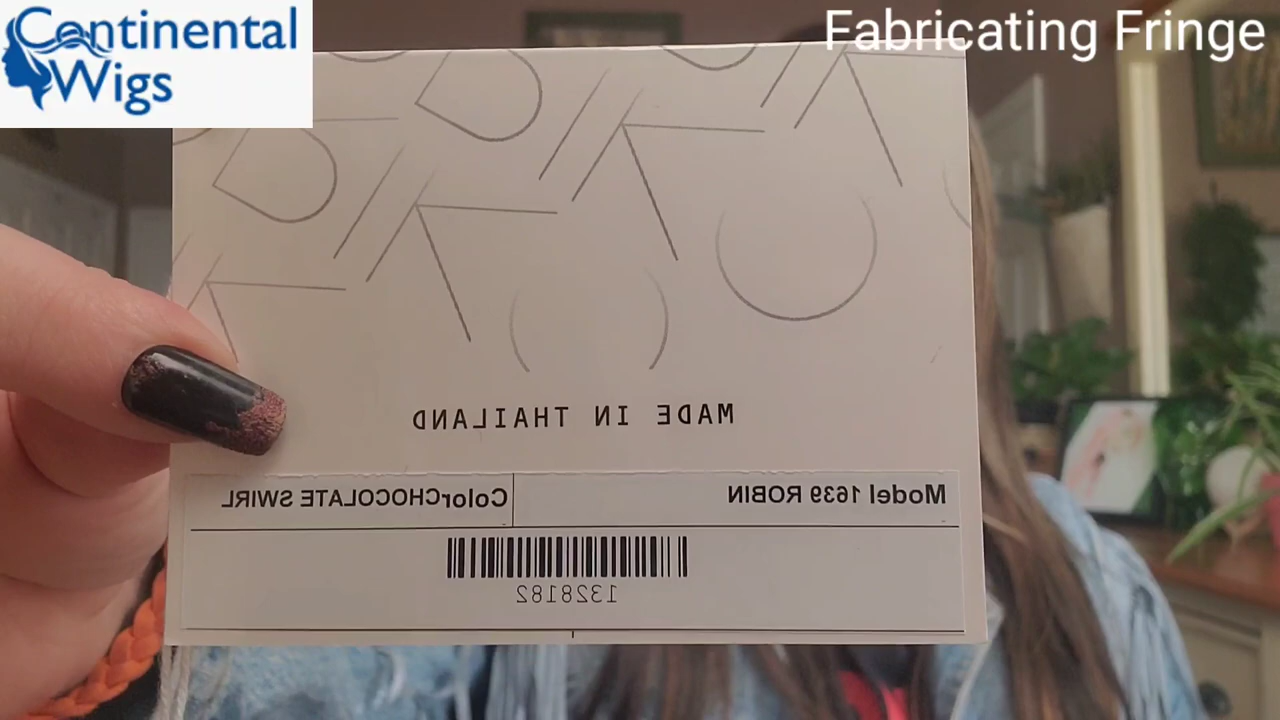 Continental
Wigs
Fabricating Fringe
MADE IN THAILAND
Model 1639 ROBIN
ColorCHOCOLATE SWIRL
1328182